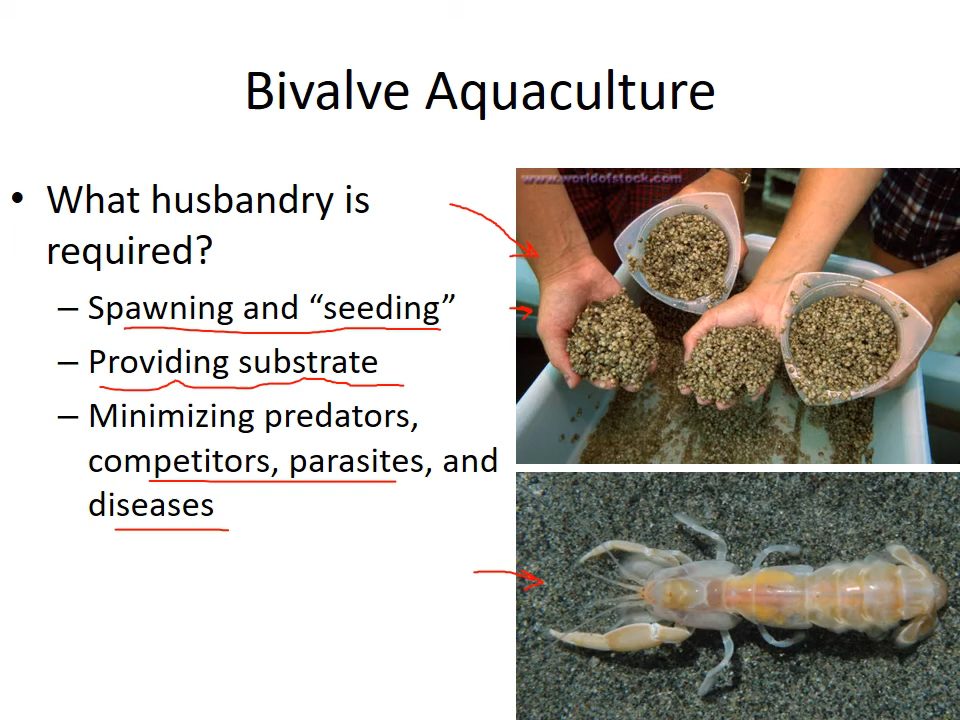 Bivalve Aquaculture
• What husbandry is
required?
– Spawning and “seeding”
– Providing substrate
– Minimizing predators,
competitors, parasites, and
diseases
www.worldofstock.com